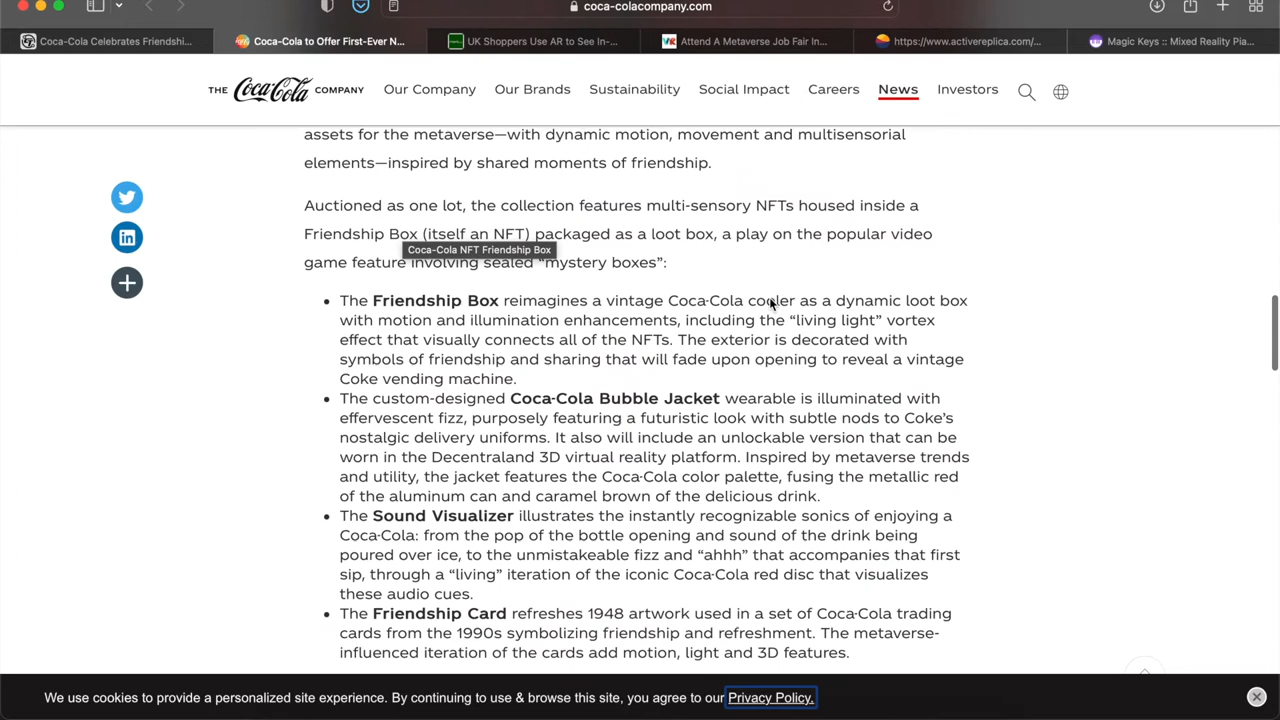 coca-colacompany.com
Coca-Cola Celebrates Friendshi...
Coca-Cola to Offer First-Ever N...
UK Shoppers Use AR to See In-...
Attend A Metaverse Job Fair In...
https://www.activereplica.com/...
Magic Keys :: Mixed Reality Pia...
THE Coca-Cola COMPANY
Our Company
Our Brands
Sustainability
Social Impact
Careers
News
Investors
assets for the metaverse—with dynamic motion, movement and multisensorial
elements—inspired by shared moments of friendship.
Auctioned as one lot, the collection features multi-sensory NFTs housed inside a
Friendship Box (itself an NFT) packaged as a loot box, a play on the popular video
Coca-Cola NFT Friendship Box
game feature involving sealed “mystery boxes”:
• The Friendship Box reimagines a vintage Coca‑Cola cooler as a dynamic loot box
with motion and illumination enhancements, including the “living light” vortex
effect that visually connects all of the NFTs. The exterior is decorated with
symbols of friendship and sharing that will fade upon opening to reveal a vintage
Coke vending machine.
• The custom-designed Coca‑Cola Bubble Jacket wearable is illuminated with
effervescent fizz, purposely featuring a futuristic look with subtle nods to Coke’s
nostalgic delivery uniforms. It also will include an unlockable version that can be
worn in the Decentraland 3D virtual reality platform. Inspired by metaverse trends
and utility, the jacket features the Coca‑Cola color palette, fusing the metallic red
of the aluminum can and caramel brown of the delicious drink.
• The Sound Visualizer illustrates the instantly recognizable sonics of enjoying a
Coca‑Cola: from the pop of the bottle opening and sound of the drink being
poured over ice, to the unmistakeable fizz and “ahhh” that accompanies that first
sip, through a “living” iteration of the iconic Coca‑Cola red disc that visualizes
these audio cues.
• The Friendship Card refreshes 1948 artwork used in a set of Coca‑Cola trading
cards from the 1990s symbolizing friendship and refreshment. The metaverse-
influenced iteration of the cards add motion, light and 3D features.
We use cookies to provide a personalized site experience. By continuing to use & browse this site, you agree to our Privacy Policy.